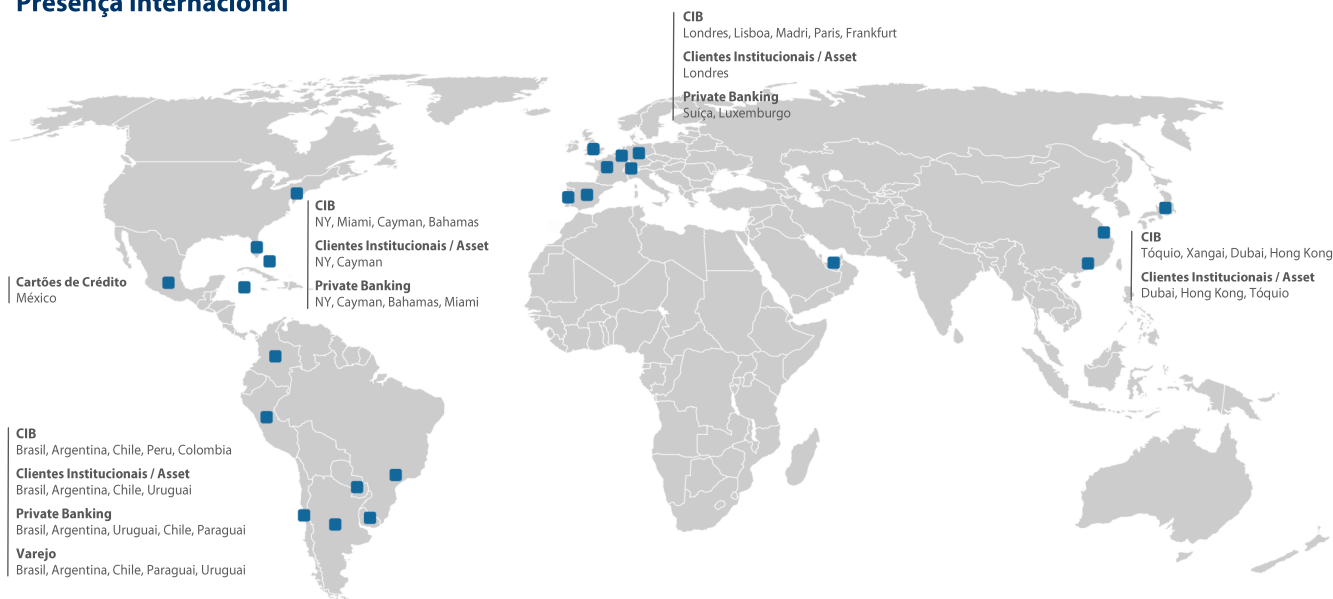 Presença Internacional
CIB
Londres, Lisboa, Madri, Paris, Frankfurt
Clientes Institucionais / Asset
Londres
Private Banking
Suíça, Luxemburgo
CIB
NY, Miami, Cayman, Bahamas
Clientes Institucionais / Asset
NY, Cayman
Private Banking
NY, Cayman, Bahamas, Miami
CIB
Tóquio, Xangai, Dubai, Hong Kong
Clientes Institucionais / Asset
Dubai, Hong Kong, Tóquio
Cartões de Crédito
México
CIB
Brasil, Argentina, Chile, Peru, Colombia
Clientes Institucionais / Asset
Brasil, Argentina, Chile, Uruguai
Private Banking
Brasil, Argentina, Uruguai, Chile, Paraguai
Varejo
Brasil, Argentina, Chile, Paraguai, Uruguai